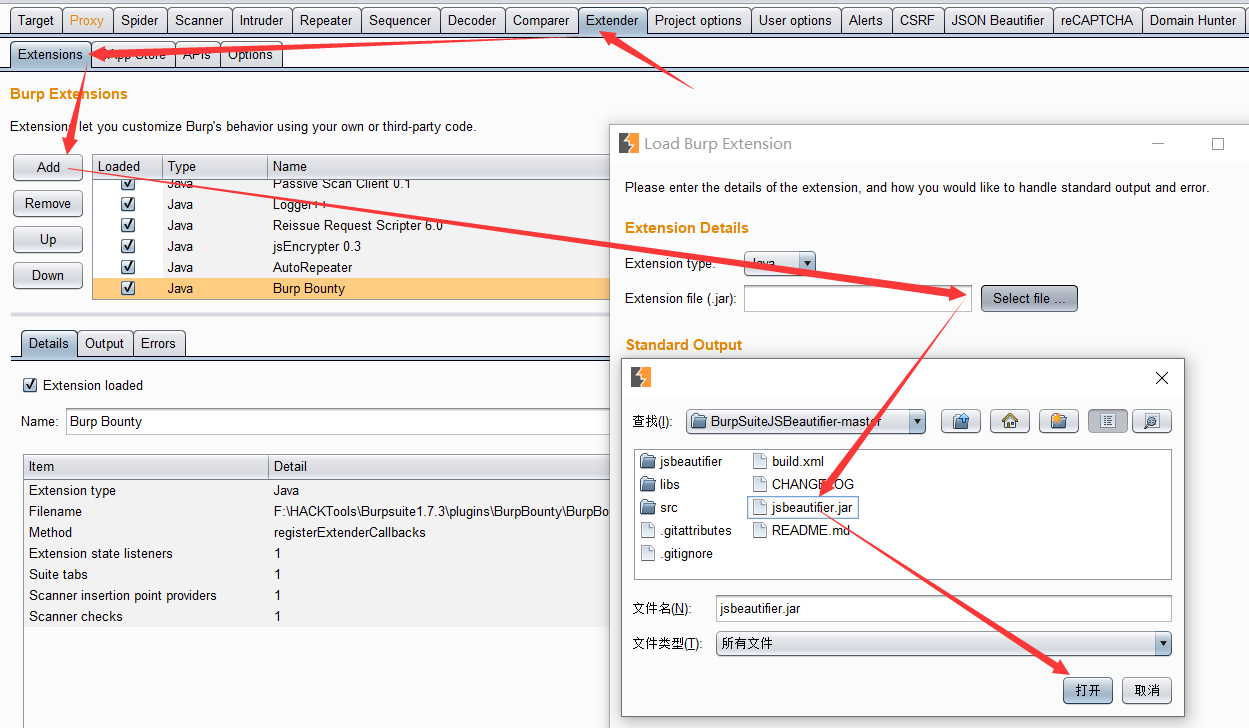 Target Proxy Spider Scanner Intruder Repeater Sequencer Decoder Comparer Extender Project options User options Alerts CSRF JSON Beautifier reCAPTCHA Domain Hunter
Extensions BApp Store APIs Options
Burp Extensions
Extensions let you customize Burp's behavior using your own or third-party code.
Add
Remove
Up
Down
Loaded Type Name
Java Passive Scan Client 0.1
Java Logger++
Java Reissue Request Scripter 6.0
Java jsEncrypter 0.3
Java AutoRepeater
Java Burp Bounty
Details Output Errors
Extension loaded
Name: Burp Bounty
Item Detail
Extension type Java
Filename F:\HACKTools\Burpsuite1.7.3\plugins\BurpBounty\BurpBo
Method registerExtenderCallbacks
Extension state listeners 1
Suite tabs 1
Scanner insertion point providers 1
Scanner checks 1
Load Burp Extension
Please enter the details of the extension, and how you would like to handle standard output and error.
Extension Details
Extension type: Java
Extension file (.jar): Select file ...
Standard Output
查找(I): BurpSuiteJSBeautifier-master
jsbeautifier
libs
src
.gitattributes
.gitignore
build.xml
CHANGELOG
jsbeautifier.jar
README.md
文件名(N): jsbeautifier.jar
文件类型(T): 所有文件
打开 取消